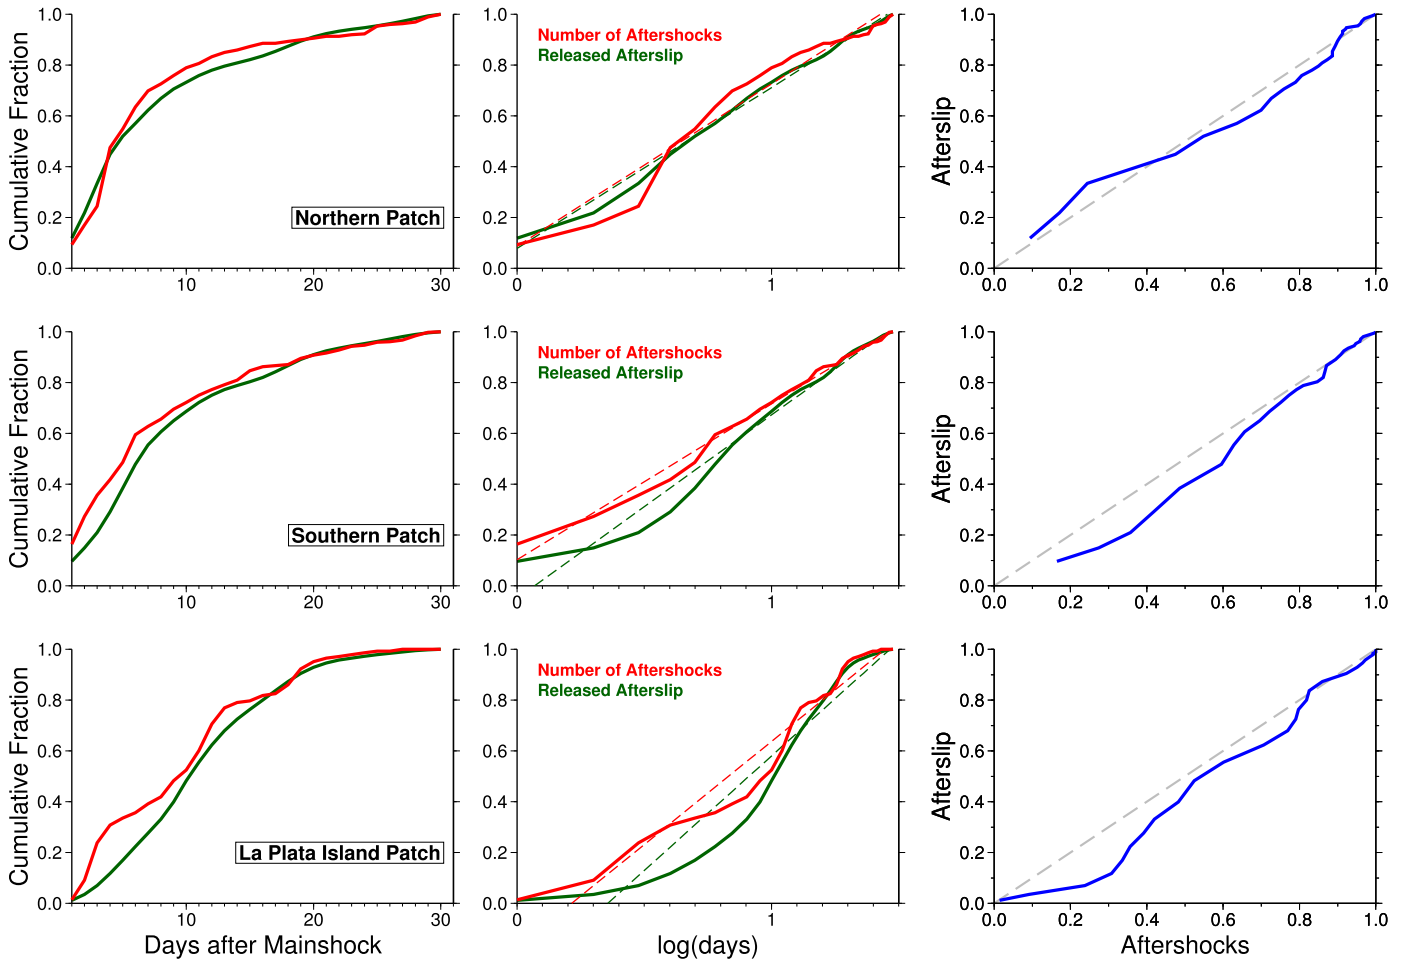 Cumulative Fraction
1.0
0.8
0.6
0.4
0.2
0.0
10 20 30
Northern Patch
1.0
0.8
0.6
0.4
0.2
0.0
0 1
Number of Aftershocks
Released Afterslip
Afterslip
1.0
0.8
0.6
0.4
0.2
0.0
0.0 0.2 0.4 0.6 0.8 1.0
Cumulative Fraction
1.0
0.8
0.6
0.4
0.2
0.0
10 20 30
Southern Patch
1.0
0.8
0.6
0.4
0.2
0.0
0 1
Number of Aftershocks
Released Afterslip
Afterslip
1.0
0.8
0.6
0.4
0.2
0.0
0.0 0.2 0.4 0.6 0.8 1.0
Cumulative Fraction
1.0
0.8
0.6
0.4
0.2
0.0
10 20 30
La Plata Island Patch
Days after Mainshock
1.0
0.8
0.6
0.4
0.2
0.0
0 1
Number of Aftershocks
Released Afterslip
log(days)
Afterslip
1.0
0.8
0.6
0.4
0.2
0.0
0.0 0.2 0.4 0.6 0.8 1.0
Aftershocks